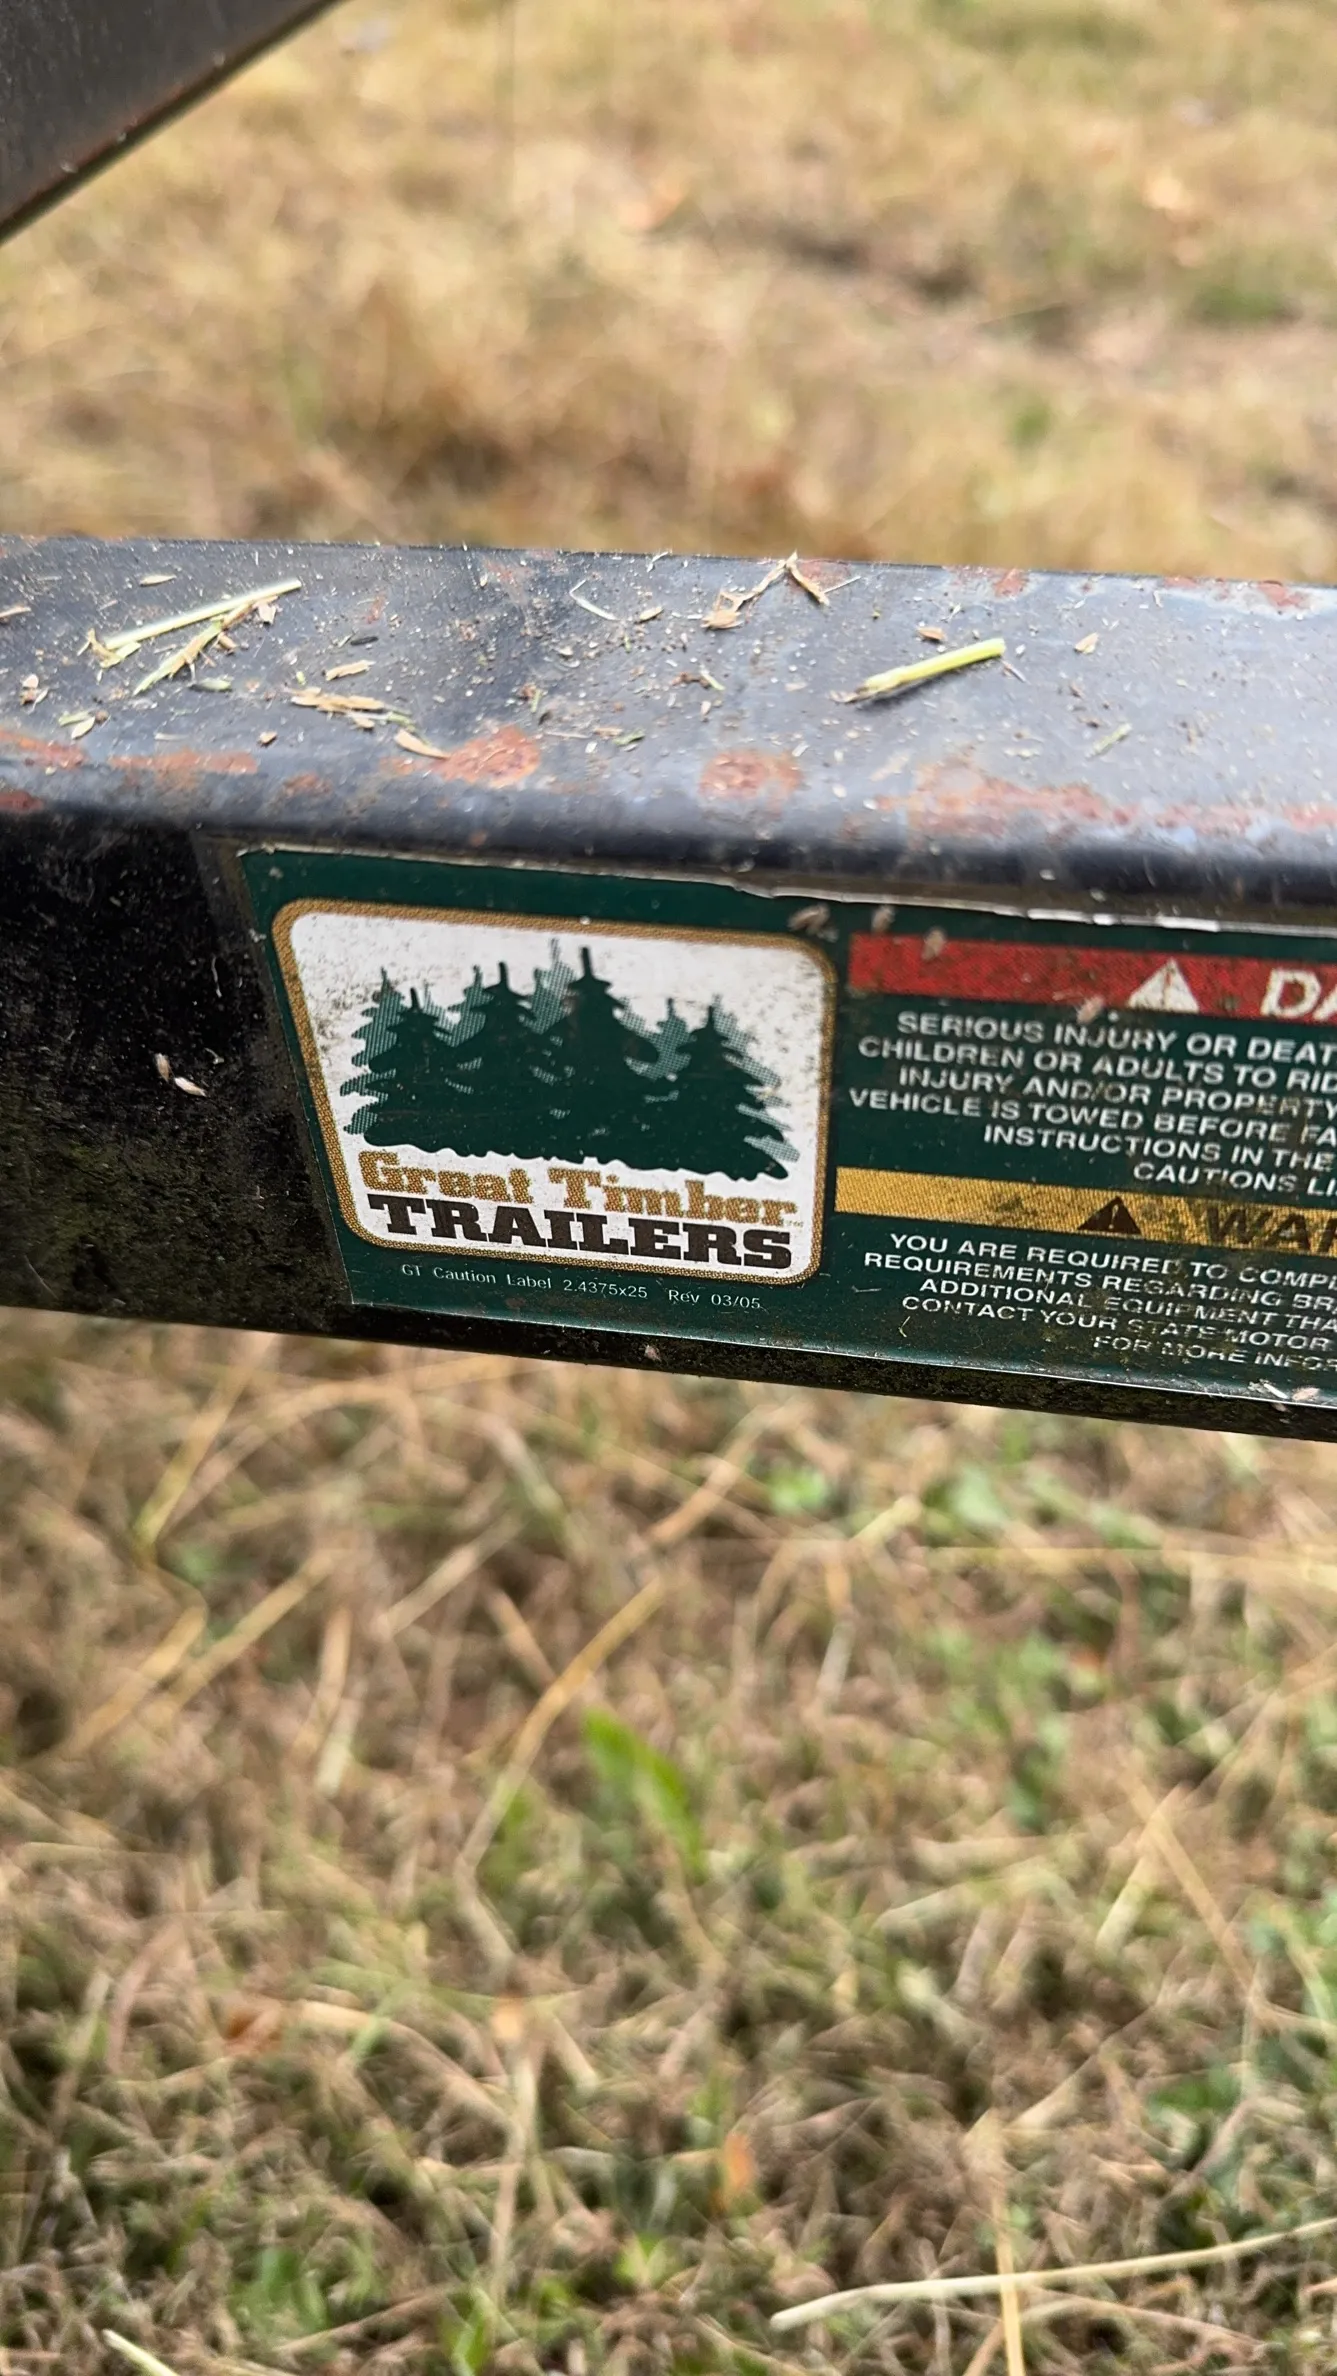 Great Timber
TRAILERS
GT Caution Label 2.4375x25 Rev 03/05
SERIOUS INJURY OR
CHILDREN OR ADULTS TO
INJURY AND/OR PROPERTY
VEHICLE IS TOWED BEFORE
INSTRUCTIONS IN THE
CAUTIONS
YOU ARE REQUIRED TO
REQUIREMENTS REGARDING
ADDITIONAL EQUIPMENT
CONTACT YOUR STATE MOTOR
FOR MORE